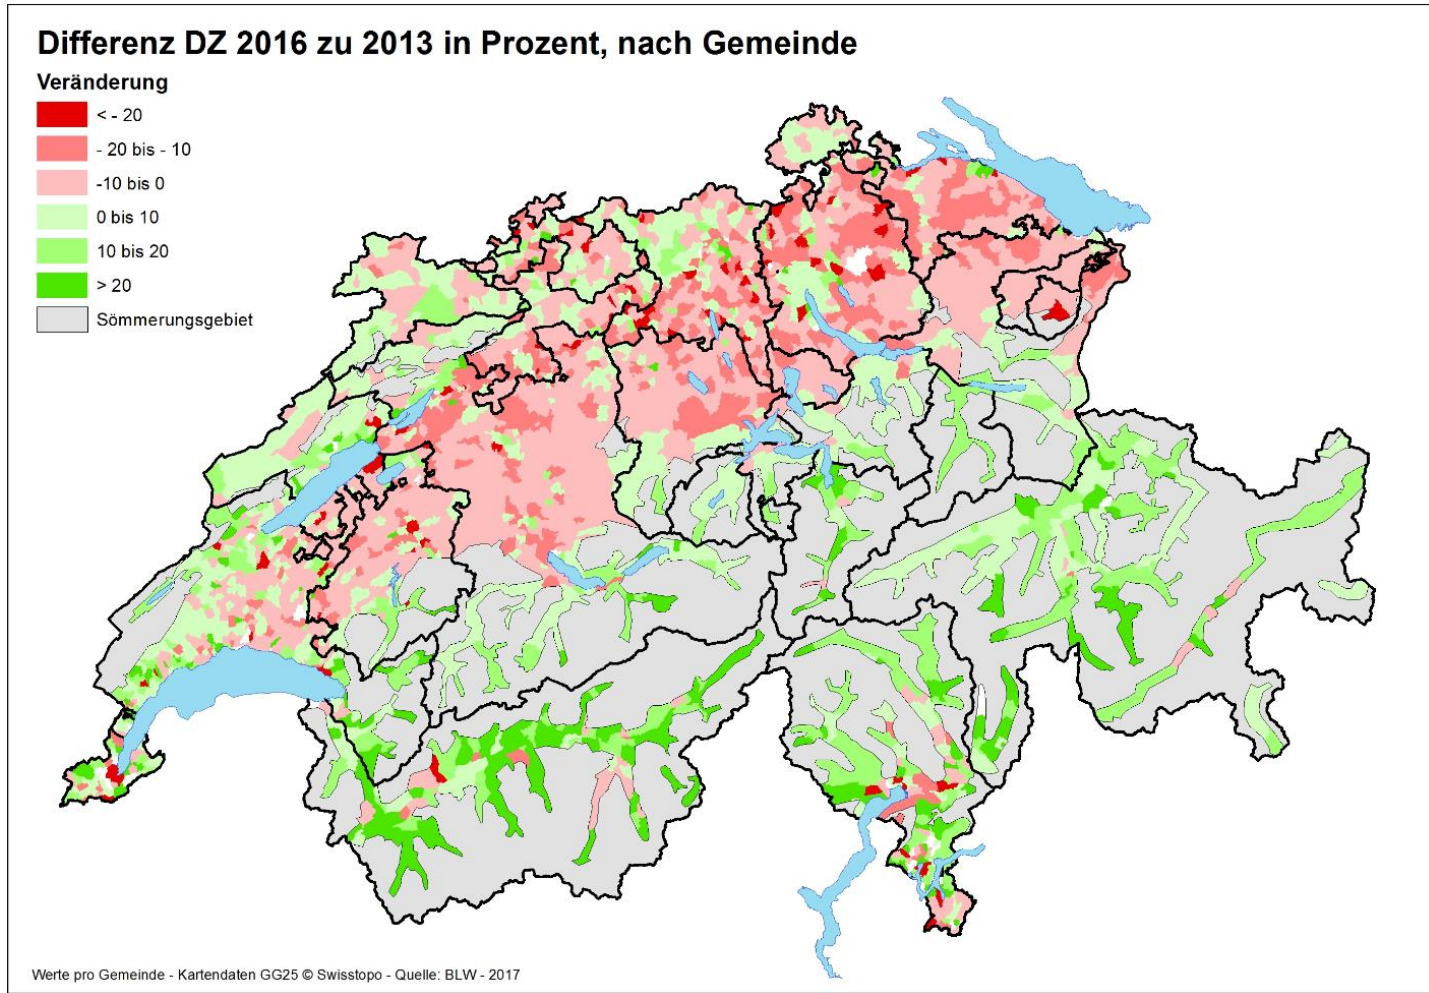 Differenz DZ 2016 zu 2013 in Prozent, nach Gemeinde
Veränderung
< - 20
- 20 bis - 10
-10 bis 0
0 bis 10
10 bis 20
> 20
Sömmerungsgebiet
Werte pro Gemeinde - Kartendaten GG25 © Swisstopo - Quelle: BLW - 2017